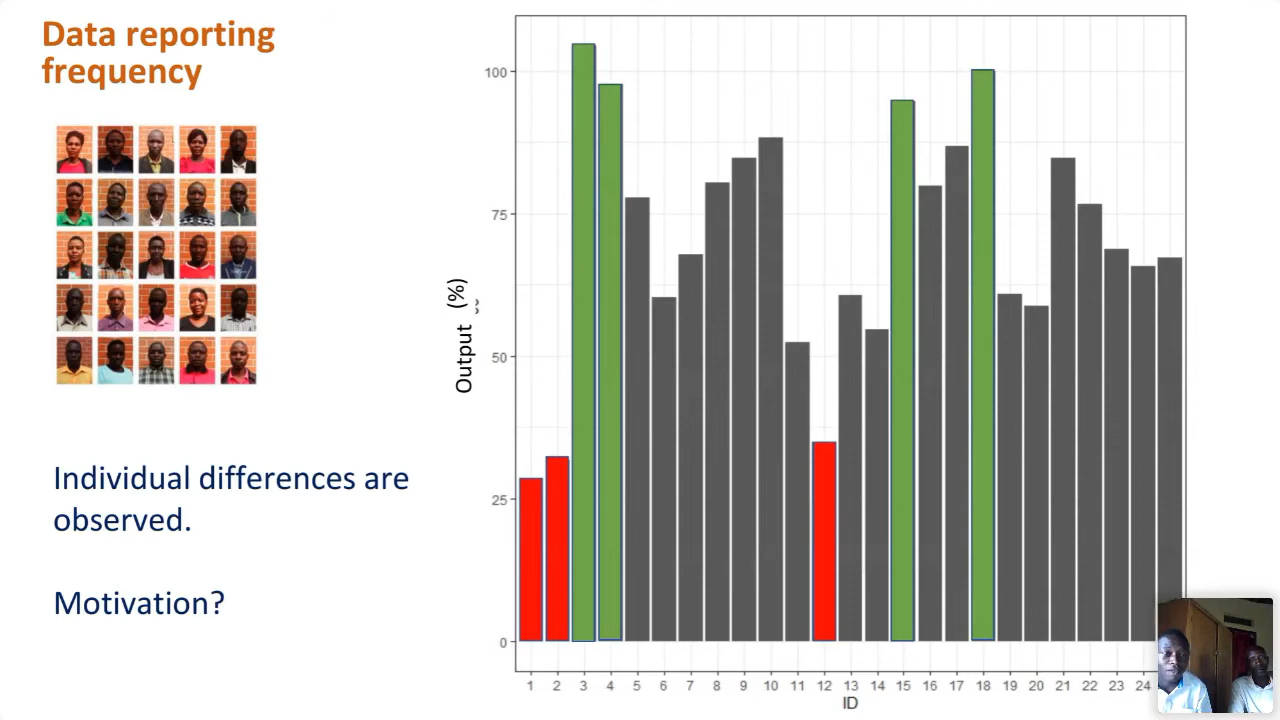 Data reporting
frequency
Individual differences are
observed.
Motivation?
Output (%)
100
75
50
25
0
1 2 3 4 5 6 7 8 9 10 11 12 13 14 15 16 17 18 19 20 21 22 23 24
ID